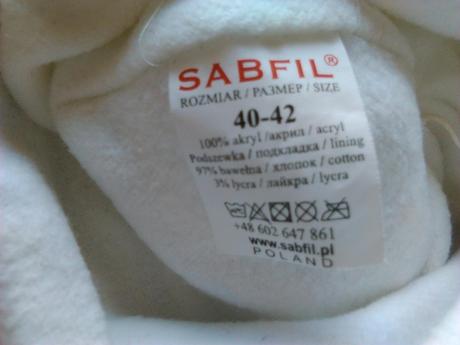 SABFIL®
ROZMIAR / РАЗМЕР / SIZE
40-42
100% akryl /акрил / acryl
Podszewka / подкладка / lining
97% bawełna / хлопок / cotton
3% lycra / лайкра / lycra
+48 602 647 861
www.sabfil.pl
POLAND